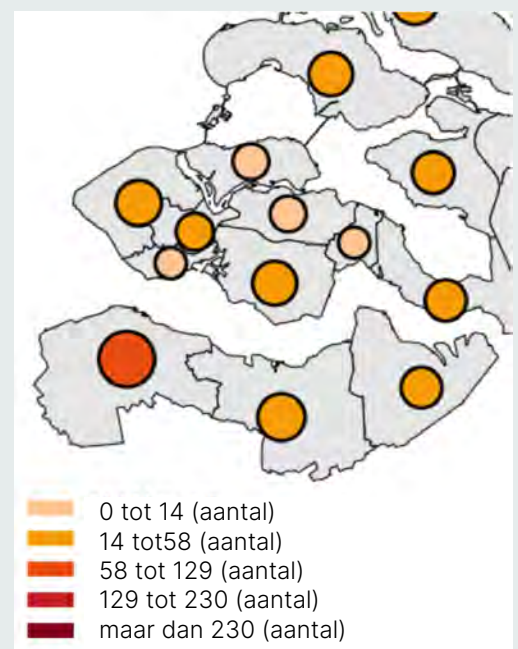 0 tot 14 (aantal)
14 tot58 (aantal)
58 tot 129 (aantal)
129 tot 230 (aantal)
maar dan 230 (aantal)